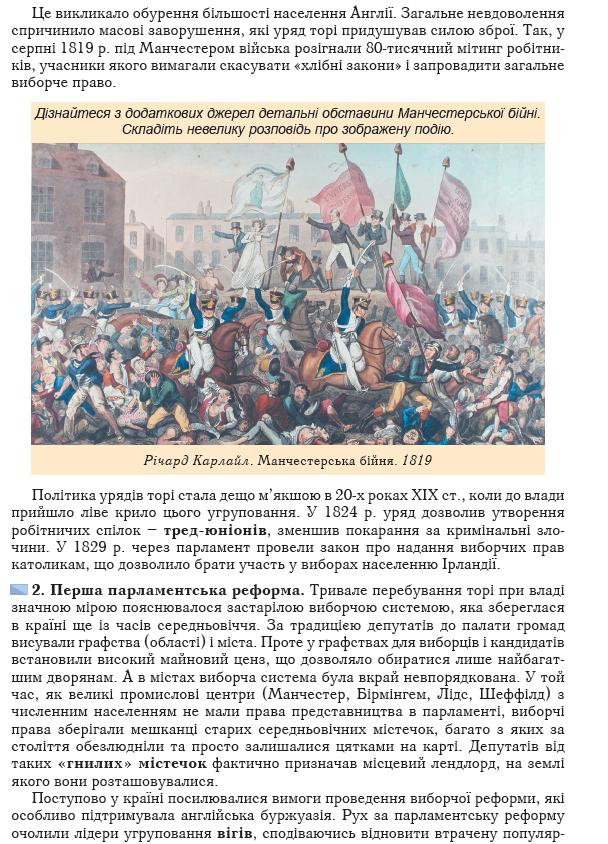 Це викликало обурення більшості населення Англії. Загальне невдоволення
спричинило масові заворушення, які уряд торі придушував силою зброї. Так, у
серпні 1819 р. під Манчестером війська розігнали 80-тисячний мітинг робітни-
ків, учасники якого вимагали скасувати «хлібні закони» і запровадити загальне
виборче право.
Дізнайтеся з додаткових джерел детальні обставини Манчестерської бійні.
Складіть невелику розповідь про зображену подію.
Річард Карлайл. Манчестерська бійня. 1819
Політика урядів торі стала дещо м’якшою в 20-х роках XIX ст., коли до влади
прийшло ліве крило цього угруповання. У 1824 р. уряд дозволив утворення
робітничих спілок – тред-юніонів, зменшив покарання за кримінальні зло-
чини. У 1829 р. через парламент провели закон про надання виборчих прав
католикам, що дозволило брати участь у виборах населенню Ірландії.
2. Перша парламентська реформа. Тривале перебування торі при владі
значною мірою пояснювалося застарілою виборчою системою, яка збереглася
в країні ще із часів середньовіччя. За традицією депутатів до палати громад
висували графства (області) і міста. Проте у графствах для виборців і кандидатів
встановили високий майновий ценз, що дозволяло обиратися лише найбагат-
шим дворянам. А в містах виборча система була вкрай невпорядкована. У той
час, як великі промислові центри (Манчестер, Бірмінгем, Лідс, Шеффілд) з
численним населенням не мали права представництва в парламенті, виборчі
права зберігали мешканці старих середньовічних містечок, багато з яких за
століття обезлюдніли та просто залишалися цятками на карті. Депутатів від
таких «гнилих» містечок фактично призначав місцевий лендлорд, на землі
якого вони розташовувалися.
Поступово у країні посилювалися вимоги проведення виборчої реформи, які
особливо підтримувала англійська буржуазія. Рух за парламентську реформу
очолили лідери угруповання вігів, сподіваючись відновити втрачену популяр-